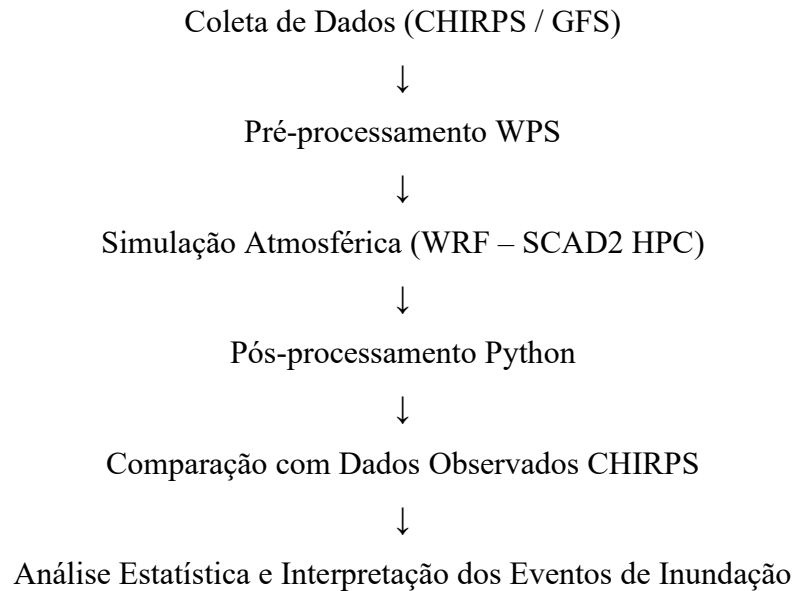 Coleta de Dados (CHIRPS / GFS)
↓
Pré-processamento WPS
↓
Simulação Atmosférica (WRF – SCAD2 HPC)
↓
Pós-processamento Python
↓
Comparação com Dados Observados CHIRPS
↓
Análise Estatística e Interpretação dos Eventos de Inundação